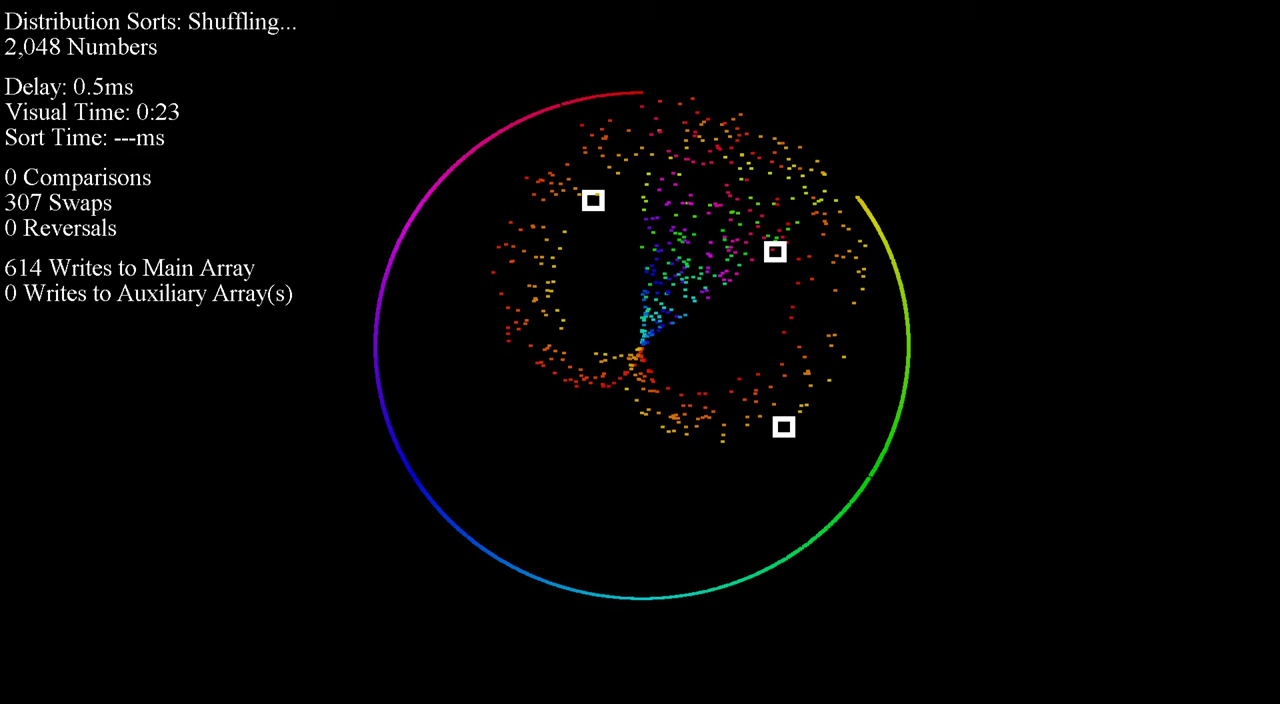 Distribution Sorts: Shuffling...
2,048 Numbers
Delay: 0.5ms
Visual Time: 0:23
Sort Time: ---ms
0 Comparisons
307 Swaps
0 Reversals
614 Writes to Main Array
0 Writes to Auxiliary Array(s)